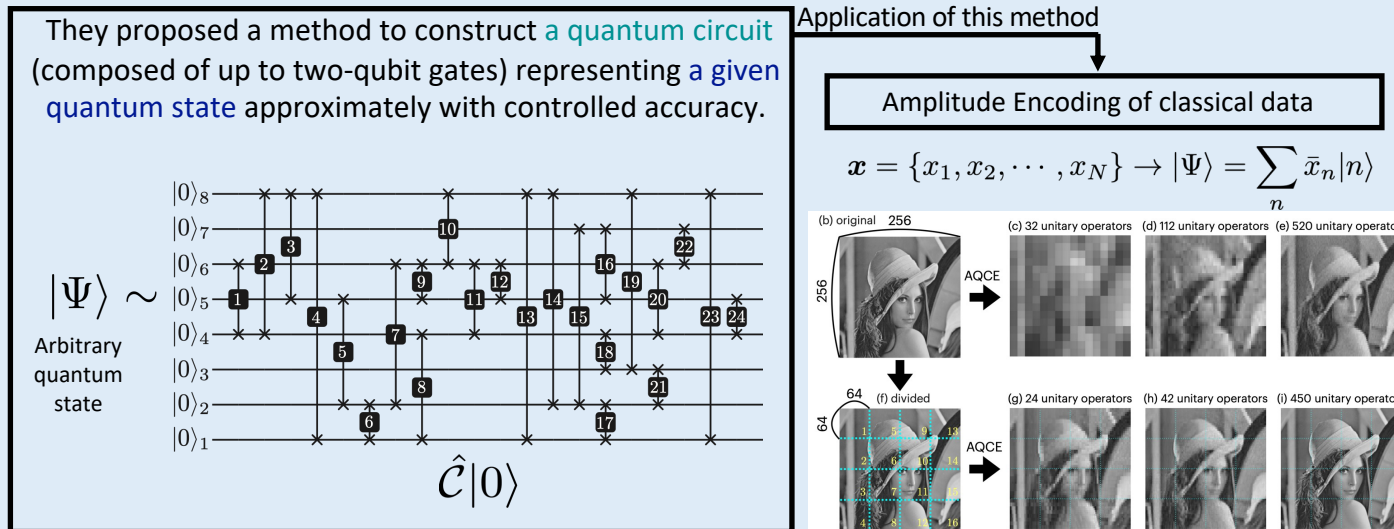 They proposed a method to construct a quantum circuit
(composed of up to two-qubit gates) representing a given
quantum state approximately with controlled accuracy.
|0⟩₈
|0⟩₇
|0⟩₆
|0⟩₅
|0⟩₄
|0⟩₃
|0⟩₂
|0⟩₁
1 2 3 4 5 6 7 8 9 10 11 12 13 14 15 16 17 18 19 20 21 22 23 24
|Ψ⟩ ∼
Arbitrary
quantum
state
Ĉ|0⟩
Application of this method
Amplitude Encoding of classical data
x = {x₁, x₂, ⋯ , x_N} → |Ψ⟩ = ∑ₙ x̄ₙ|n⟩
(b) original 256
256
AQCE
(c) 32 unitary operators
(d) 112 unitary operators
(e) 520 unitary operat
64
64
(f) divided
1 5 9 13
2 6 10 14
3 7 11 15
4 8 12 16
AQCE
(g) 24 unitary operators
(h) 42 unitary operators
(i) 450 unitary operat